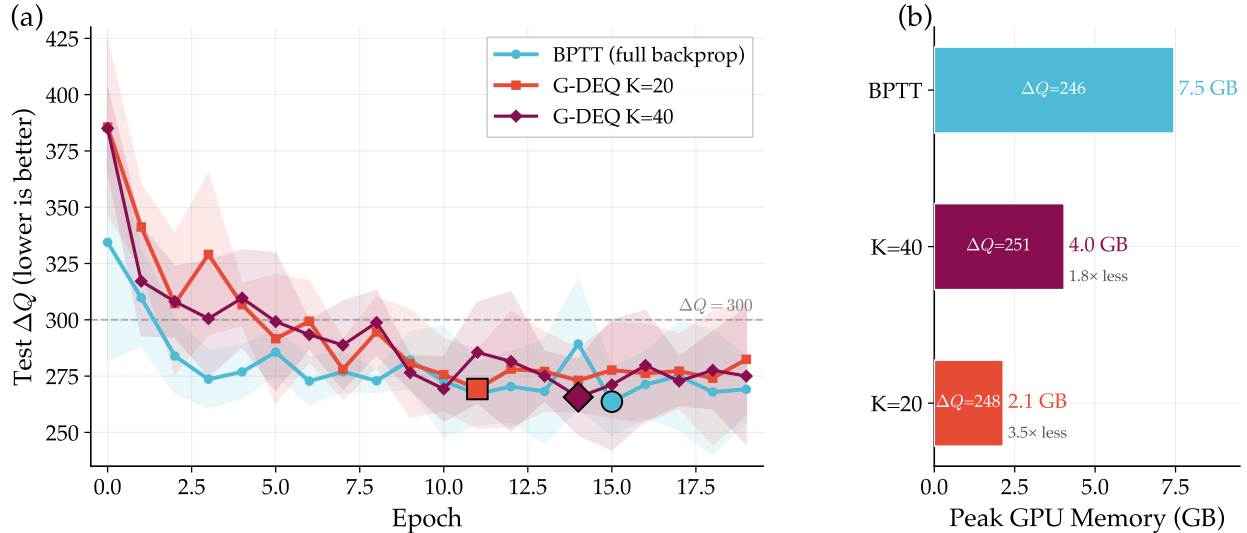 (a)
425
400
375
350
325
300
275
250
Test ΔQ (lower is better)
BPTT (full backprop)
G-DEQ K=20
G-DEQ K=40
ΔQ = 300
0.0 2.5 5.0 7.5 10.0 12.5 15.0 17.5
Epoch
(b)
BPTT
ΔQ=246
7.5 GB
K=40
ΔQ=251
4.0 GB
1.8× less
K=20
ΔQ=248
2.1 GB
3.5× less
0.0 2.5 5.0 7.5
Peak GPU Memory (GB)